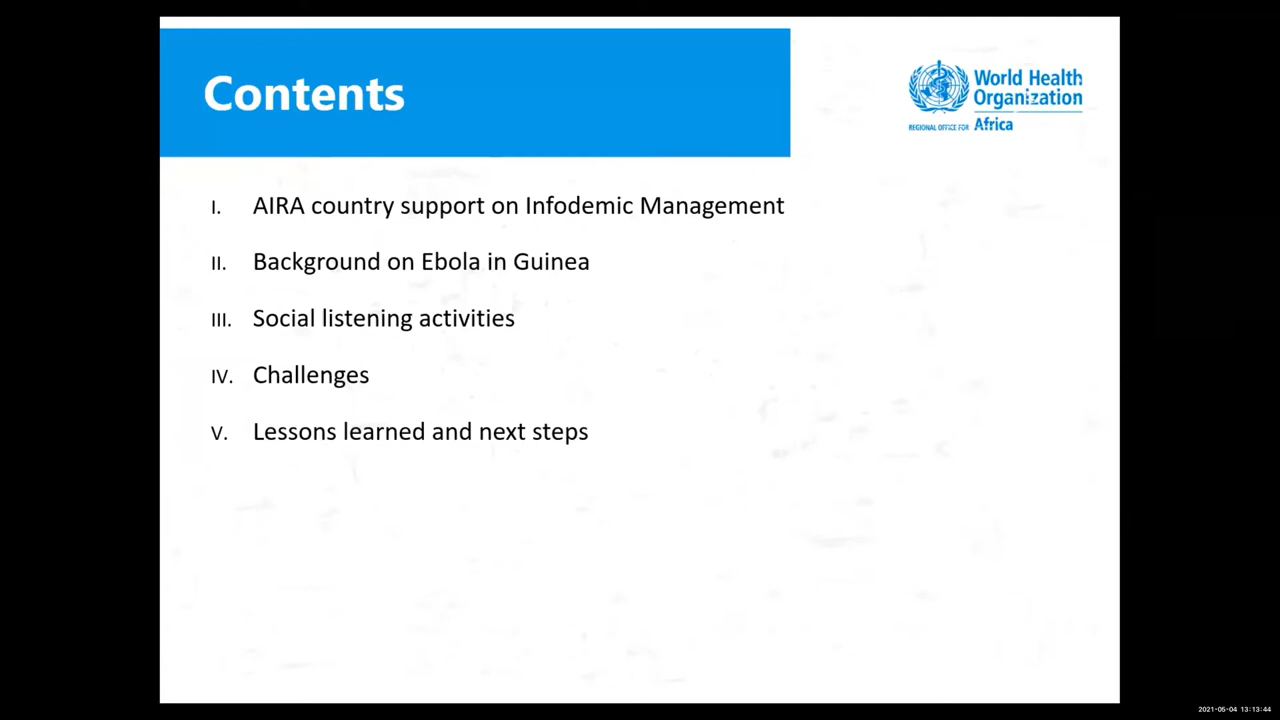 Contents
World Health
Organization
REGIONAL OFFICE FOR Africa
I. AIRA country support on Infodemic Management
II. Background on Ebola in Guinea
III. Social listening activities
IV. Challenges
V. Lessons learned and next steps
2021-05-04 13:13:44